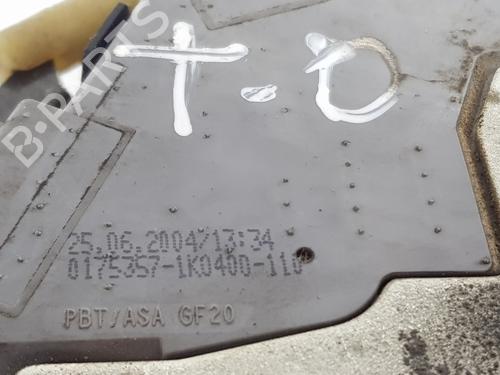 T-O
B-PARTS
25.06.2004/13:34
0175357-1K0400-110
PBT/ASA GF20